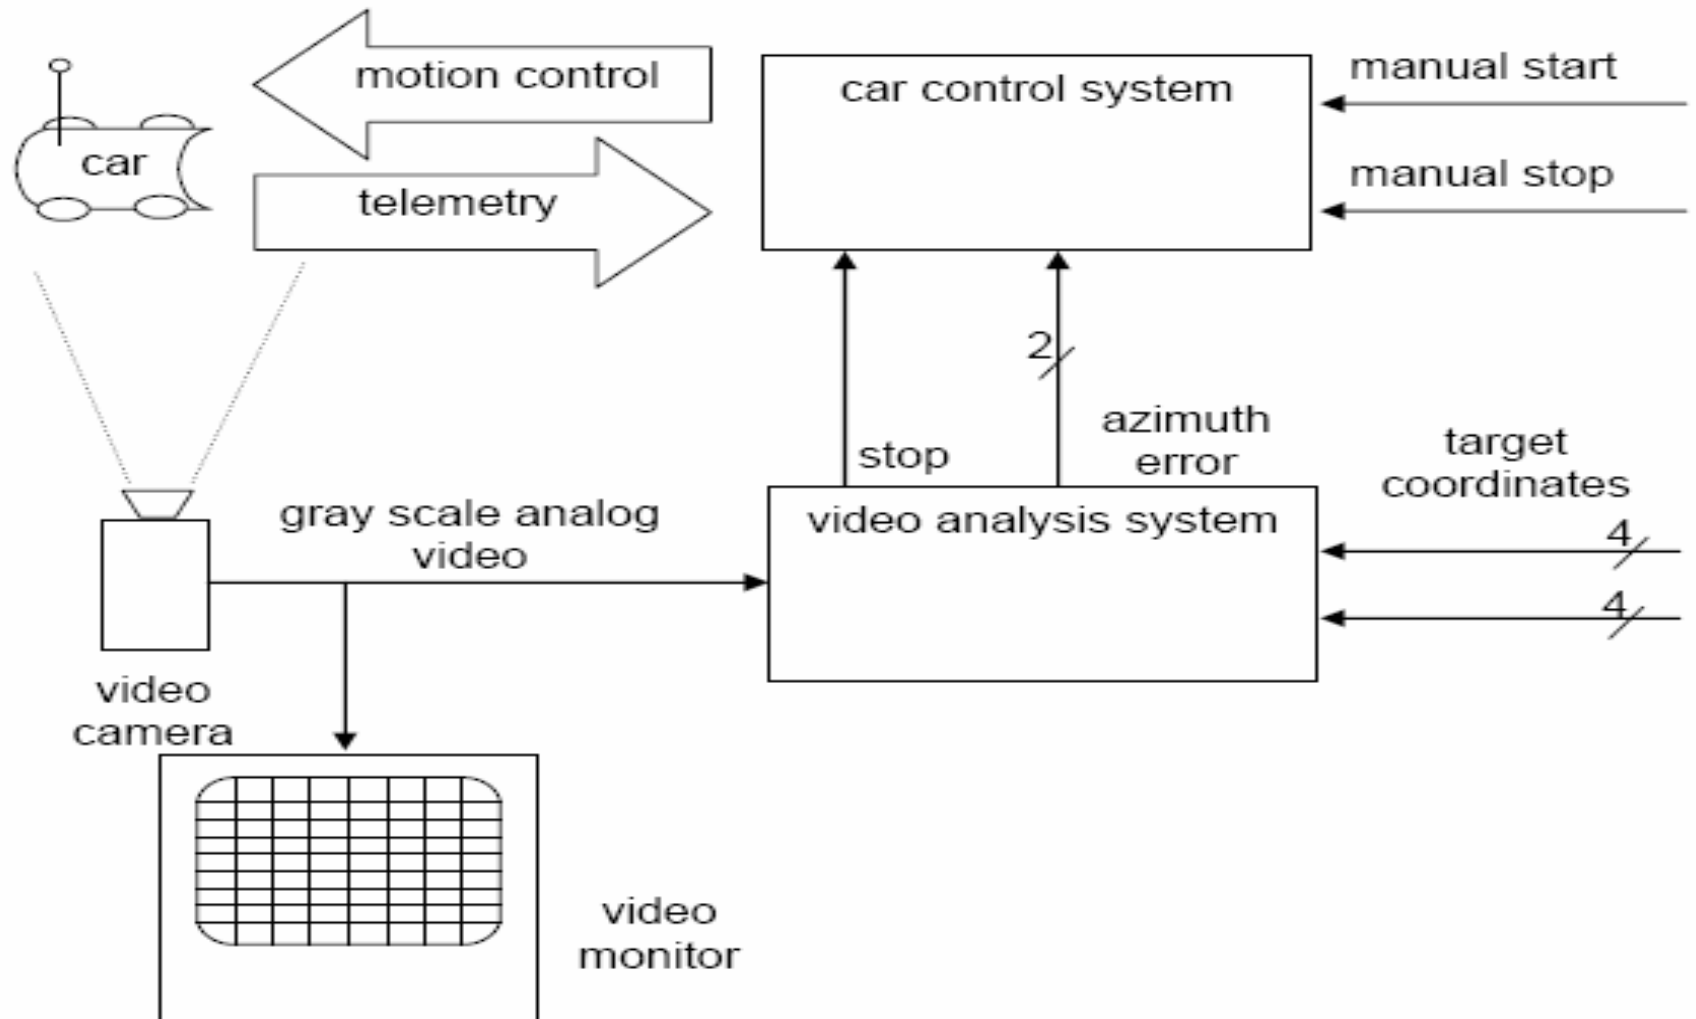 motion control
car control system
manual start
car
telemetry
manual stop
2
azimuth
error
stop
target
coordinates
gray scale analog
video
video analysis system
4
4
video
camera
video
monitor